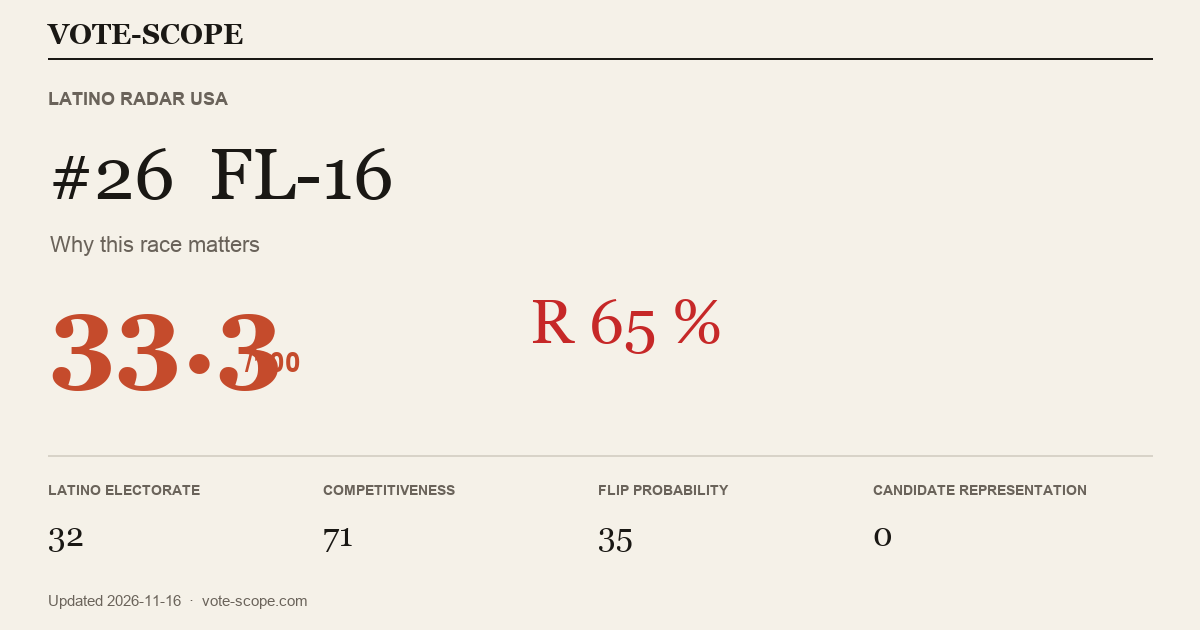 VOTE-SCOPE
LATINO RADAR USA
#26 FL-16
Why this race matters
33.3 /100
R 65 %
LATINO ELECTORATE COMPETITIVENESS FLIP PROBABILITY CANDIDATE REPRESENTATION
32 71 35 0
Updated 2026-11-16 · vote-scope.com